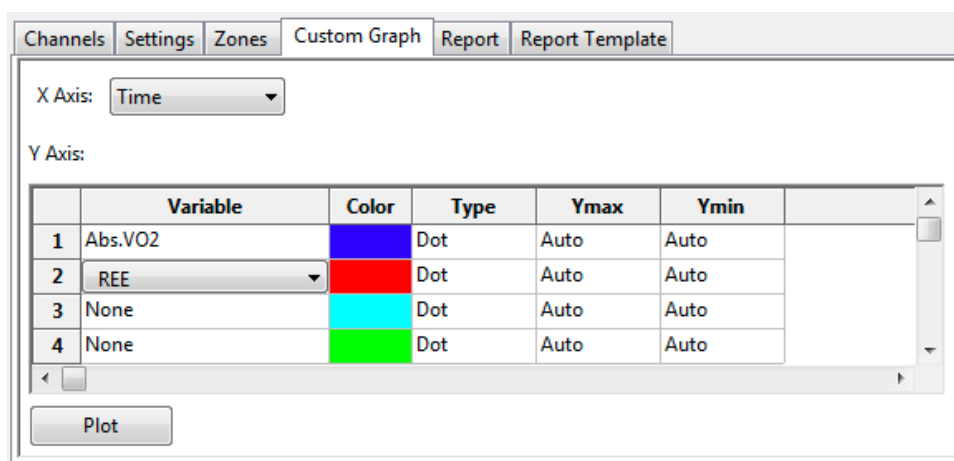 Channels Settings Zones Custom Graph Report Report Template
X Axis: Time
Y Axis:
Variable Color Type Ymax Ymin
1 Abs.VO2 Dot Auto Auto
2 REE Dot Auto Auto
3 None Dot Auto Auto
4 None Dot Auto Auto
Plot